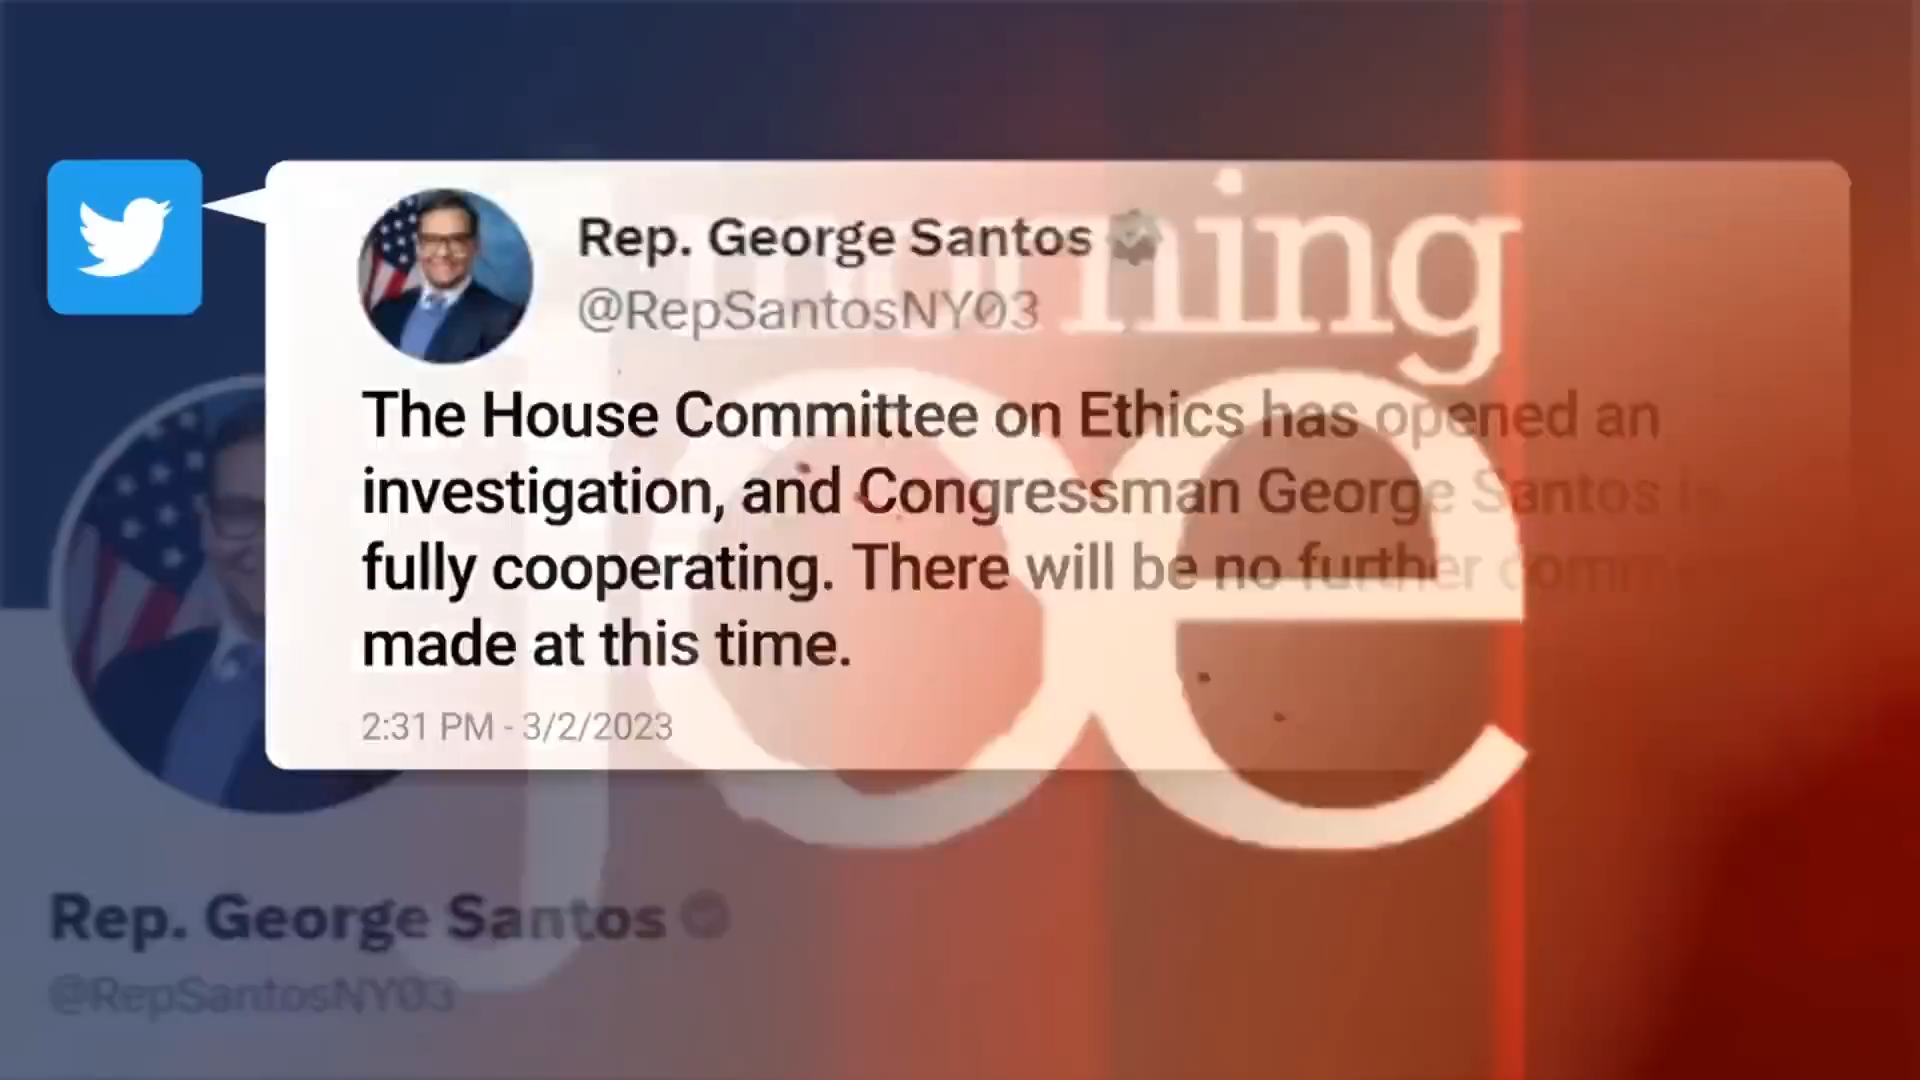 Rep. George Santos
@RepSantosNY03
The House Committee on Ethics has opened an
investigation, and Congressman George Santos is
fully cooperating. There will be no further
made at this time.
2:31 PM - 3/2/2023
morning
joe
Rep. George Santos
@RepSantosNY03